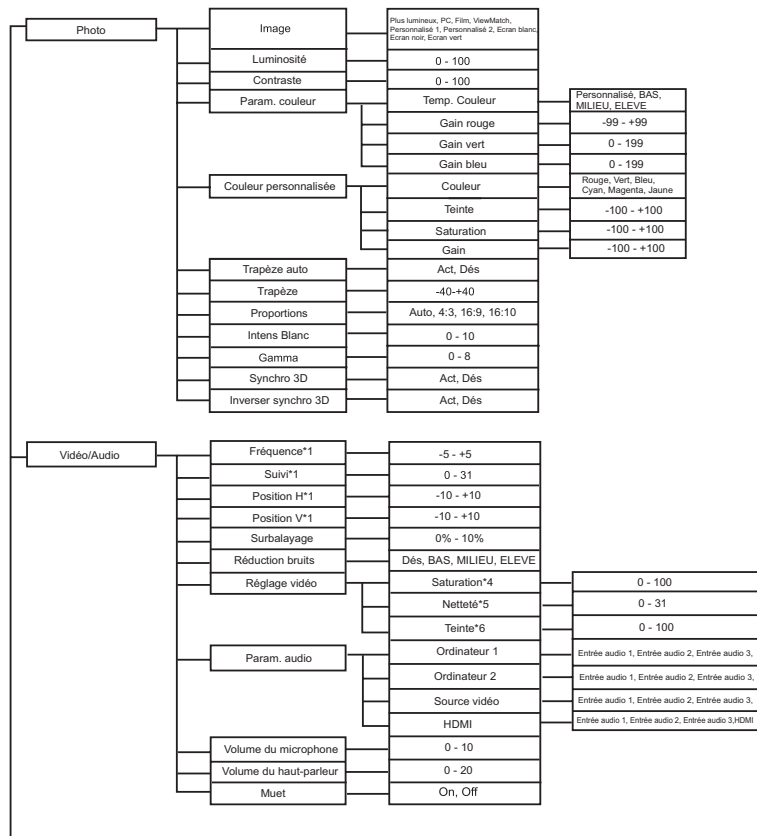 Photo
Image
Plus lumineux, PC, Film, ViewMatch,
Personnalisé 1, Personnalisé 2, Ecran blanc,
Ecran noir, Ecran vert
Luminosité
0 - 100
Contraste
0 - 100
Param. couleur
Temp. Couleur
Personnalisé, BAS,
MILIEU, ELEVE
Gain rouge
-99 - +99
Gain vert
0 - 199
Gain bleu
0 - 199
Couleur personnalisée
Couleur
Rouge, Vert, Bleu,
Cyan, Magenta, Jaune
Teinte
-100 - +100
Saturation
-100 - +100
Gain
-100 - +100
Trapèze auto
Act, Dés
Trapèze
-40-+40
Proportions
Auto, 4:3, 16:9, 16:10
Intens Blanc
0 - 10
Gamma
0 - 8
Synchro 3D
Act, Dés
Inverser synchro 3D
Act, Dés
Vidéo/Audio
Fréquence*1
-5 - +5
Suivi*1
0 - 31
Position H*1
-10 - +10
Position V*1
-10 - +10
Surbalayage
0% - 10%
Réduction bruits
Dés, BAS, MILIEU, ELEVE
Réglage vidéo
Saturation*4
0 - 100
Netteté*5
0 - 31
Teinte*6
0 - 100
Param. audio
Ordinateur 1
Entrée audio 1, Entrée audio 2, Entrée audio 3,
Ordinateur 2
Entrée audio 1, Entrée audio 2, Entrée audio 3,
Source vidéo
Entrée audio 1, Entrée audio 2, Entrée audio 3,
HDMI
Entrée audio 1, Entrée audio 2, Entrée audio 3,HDMI
Volume du microphone
0 - 10
Volume du haut-parleur
0 - 20
Muet
On, Off